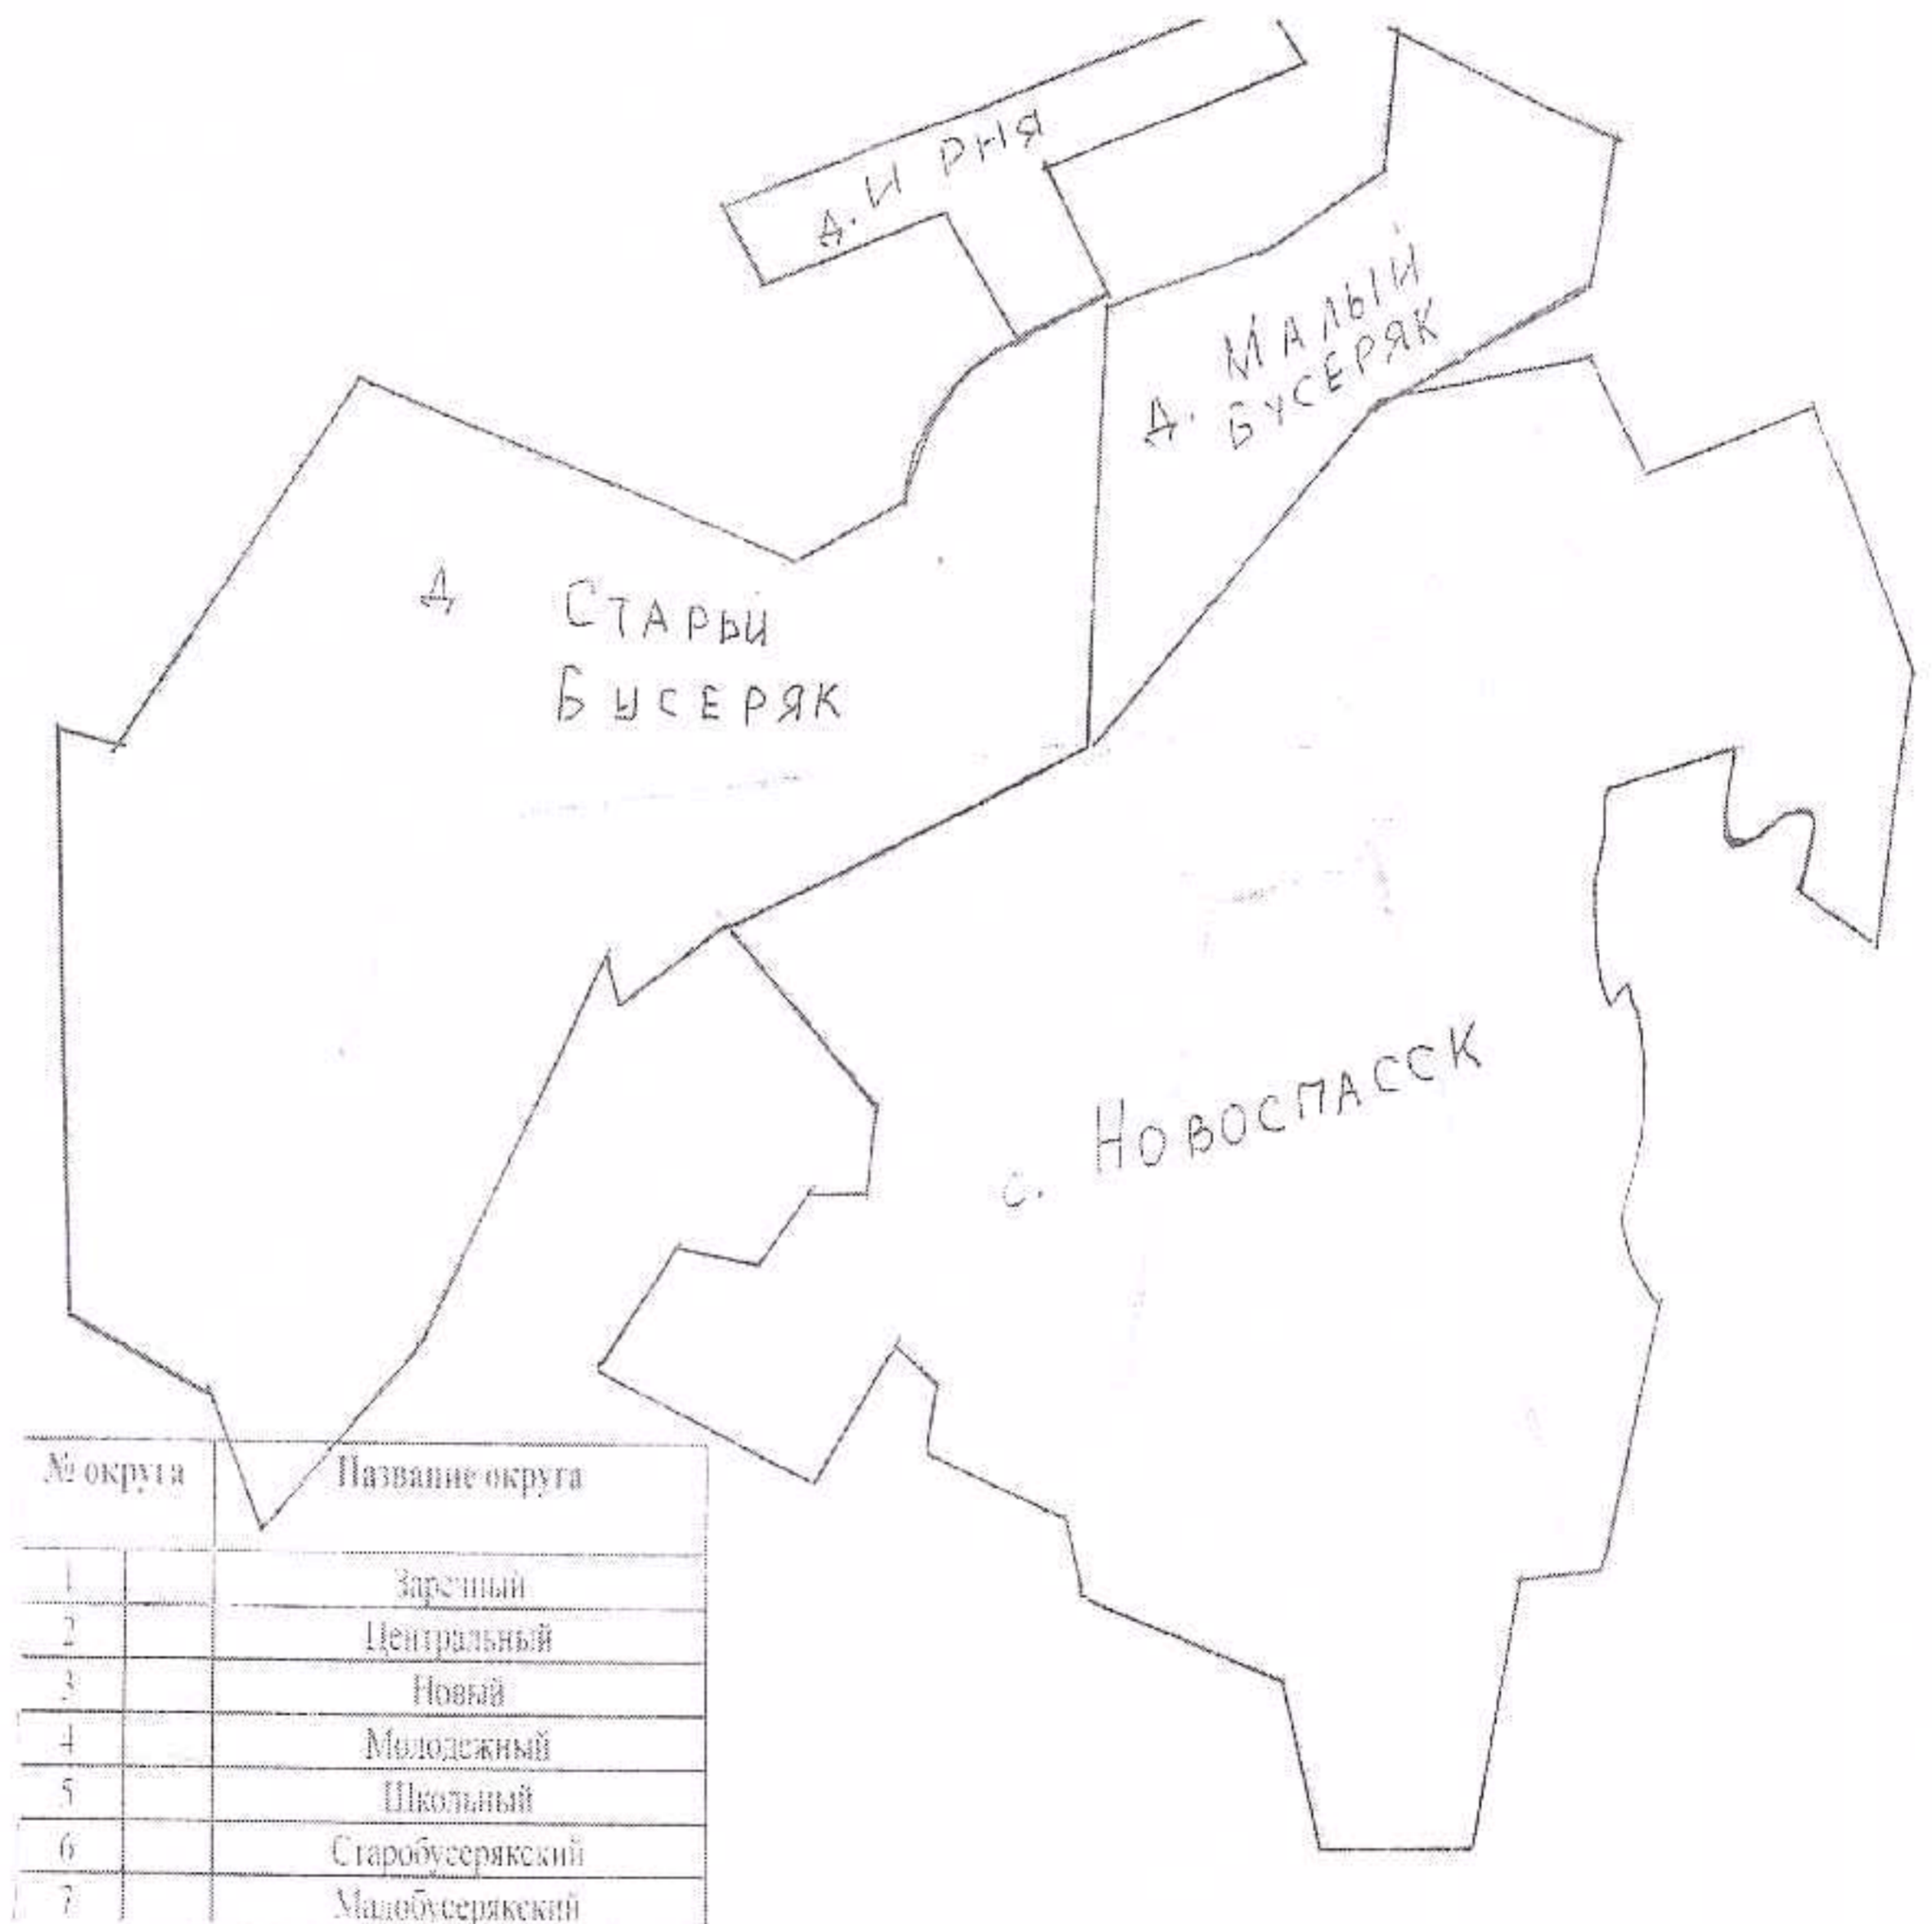 д. И РНЯ
МАЛЫЙ
д. БУСЕРЯК
д СТАРЫЙ
БУСЕРЯК
с. НОВОСПАССК
№ округа Название округа
1 Заречный
2 Центральный
3 Новый
4 Молодежный
5 Школьный
6 Старобусерякский
7 Малобусерякский